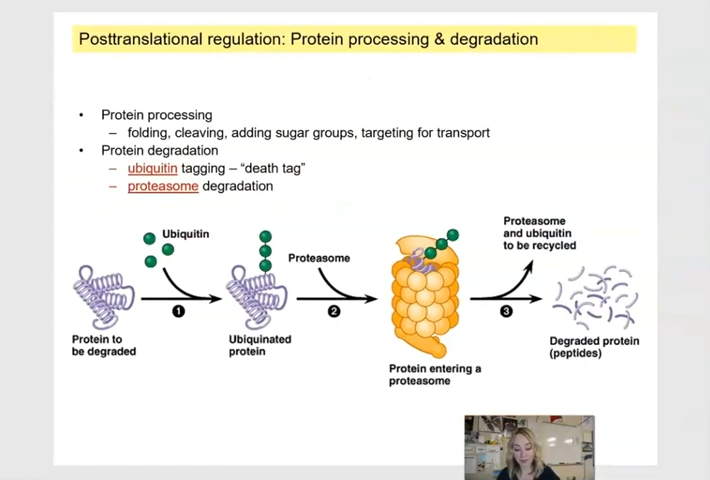 Posttranslational regulation: Protein processing & degradation
• Protein processing
– folding, cleaving, adding sugar groups, targeting for transport
• Protein degradation
– ubiquitin tagging – “death tag”
– proteasome degradation
Ubiquitin
Proteasome
Proteasome
and ubiquitin
to be recycled
1
2
3
Protein to
be degraded
Ubiquinated
protein
Protein entering a
proteasome
Degraded protein
(peptides)